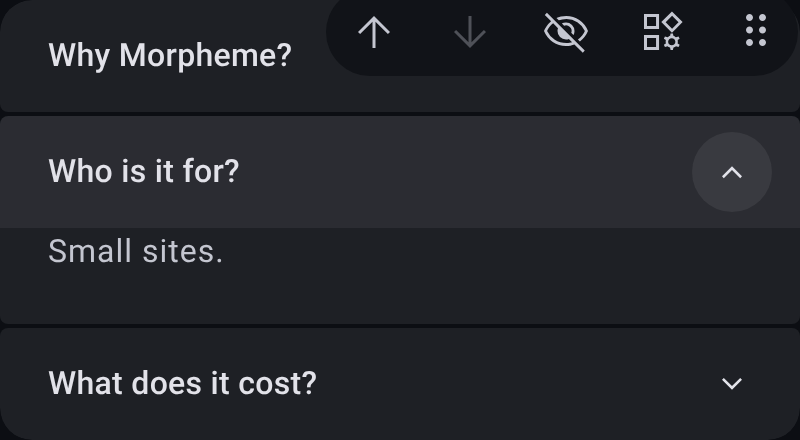 Why Morpheme?
Who is it for?
Small sites.
What does it cost?